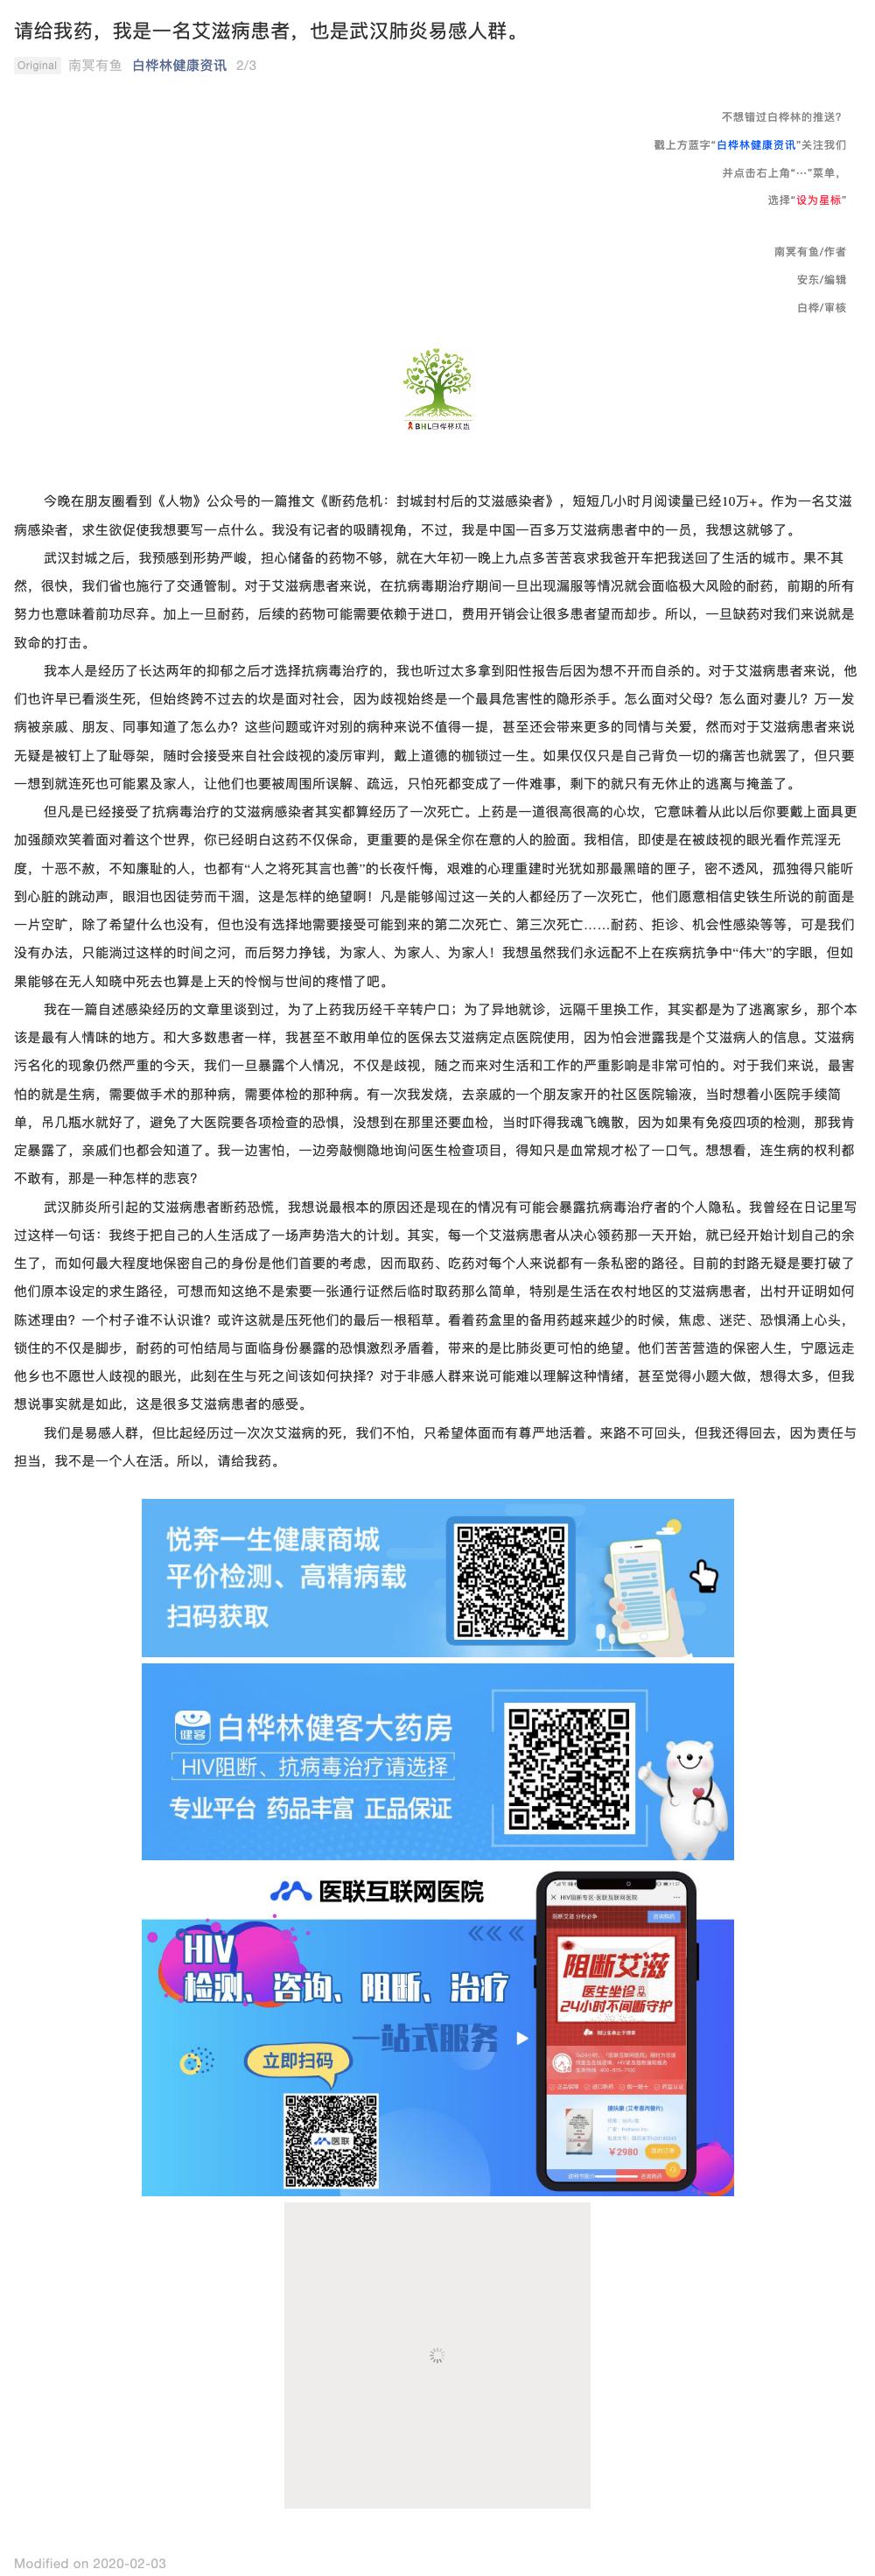 请给我药，我是一名艾滋病患者，也是武汉肺炎易感人群。
Original 南冥有鱼 白桦林健康资讯 2/3
不想错过白桦林的推送？
戳上方蓝字“白桦林健康资讯”关注我们
并点击右上角“···”菜单，
选择“设为星标”
南冥有鱼/作者
安东/编辑
白桦/审核
今晚在朋友圈看到《人物》公众号的一篇推文《断药危机：封城封村后的艾滋感染者》，短短几小时月阅读量已经10万+。作为一名艾滋
病感染者，求生欲促使我想要写一点什么。我没有记者的吸睛视角，不过，我是中国一百多万艾滋病患者中的一员，我想这就够了。
武汉封城之后，我预感到形势严峻，担心储备的药物不够，就在大年初一晚上九点多苦苦哀求我爸开车把我送回了生活的城市。果不其
然，很快，我们省也施行了交通管制。对于艾滋病患者来说，在抗病毒期治疗期间一旦出现漏服等情况就会面临极大风险的耐药，前期的所有
努力也意味着前功尽弃。加上一旦耐药，后续的药物可能需要依赖于进口，费用开销会让很多患者望而却步。所以，一旦缺药对我们来说就是
致命的打击。
我本人是经历了长达两年的抑郁之后才选择抗病毒治疗的，我也听过太多拿到阳性报告后因为想不开而自杀的。对于艾滋病患者来说，他
们也许早已看淡生死，但始终跨不过去的坎是面对社会，因为歧视始终是一个最具危害性的隐形杀手。怎么面对父母？怎么面对妻儿？万一发
病被亲戚、朋友、同事知道了怎么办？这些问题或许对别的病种来说不值得一提，甚至还会带来更多的同情与关爱，然而对于艾滋病患者来说
无疑是被钉上了耻辱架，随时会接受来自社会歧视的凌厉审判，戴上道德的枷锁过一生。如果仅仅只是自己背负一切的痛苦也就罢了，但只要
一想到就连死也可能累及家人，让他们也要被周围所误解、疏远，只怕死都变成了一件难事，剩下的就只有无休止的逃离与掩盖了。
但凡是已经接受了抗病毒治疗的艾滋病感染者其实都算经历了一次死亡。上药是一道很高很高的心坎，它意味着从此以后你要戴上面具更
加强颜欢笑着面对着这个世界，你已经明白这药不仅保命，更重要的是保全你在意的人的脸面。我相信，即使是在被歧视的眼光看作荒淫无
度，十恶不赦，不知廉耻的人，也都有“人之将死其言也善”的长夜忏悔，艰难的心理重建时光犹如那最黑暗的匣子，密不透风，孤独得只能听
到心脏的跳动声，眼泪也因徒劳而干涸，这是怎样的绝望啊！凡是能够闯过这一关的人都经历了一次死亡，他们愿意相信史铁生所说的前面是
一片空旷，除了希望什么也没有，但也没有选择地需要接受可能到来的第二次死亡、第三次死亡……耐药、拒诊、机会性感染等等，可是我们
没有办法，只能淌过这样的时间之河，而后努力挣钱，为家人、为家人、为家人！我想虽然我们永远配不上在疾病抗争中“伟大”的字眼，但如
果能够在无人知晓中死去也算是上天的怜悯与世间的疼惜了吧。
我在一篇自述感染经历的文章里谈到过，为了上药我历经千辛转户口；为了异地就诊，远隔千里换工作，其实都是为了逃离家乡，那个本
该是最有人情味的地方。和大多数患者一样，我甚至不敢用单位的医保去艾滋病定点医院使用，因为怕会泄露我是个艾滋病人的信息。艾滋病
污名化的现象仍然严重的今天，我们一旦暴露个人情况，不仅是歧视，随之而来对生活和工作的严重影响是非常可怕的。对于我们来说，最害
怕的就是生病，需要做手术的那种病，需要体检的那种病。有一次我发烧，去亲戚的一个朋友家开的社区医院输液，当时想着小医院手续简
单，吊几瓶水就好了，避免了大医院要各项检查的恐惧，没想到在那里还要血检，当时吓得我魂飞魄散，因为如果有免疫四项的检测，那我肯
定暴露了，亲戚们也都会知道了。我一边害怕，一边旁敲恻隐地询问医生检查项目，得知只是血常规才松了一口气。想想看，连生病的权利都
不敢有，那是一种怎样的悲哀？
武汉肺炎所引起的艾滋病患者断药恐慌，我想说最根本的原因还是现在的情况有可能会暴露抗病毒治疗者的个人隐私。我曾经在日记里写
过这样一句话：我终于把自己的人生活成了一场声势浩大的计划。其实，每一个艾滋病患者从决心领药那一天开始，就已经开始计划自己的余
生了，而如何最大程度地保密自己的身份是他们首要的考虑，因而取药、吃药对每个人来说都有一条私密的路径。目前的封路无疑是要打破了
他们原本设定的求生路径，可想而知这绝不是索要一张通行证然后临时取药那么简单，特别是生活在农村地区的艾滋病患者，出村开证明如何
陈述理由？一个村子谁不认识谁？或许这就是压死他们的最后一根稻草。看着药盒里的备用药越来越少的时候，焦虑、迷茫、恐惧涌上心头，
锁住的不仅是脚步，耐药的可怕结局与面临身份暴露的恐惧激烈矛盾着，带来的是比肺炎更可怕的绝望。他们苦苦营造的保密人生，宁愿远走
他乡也不愿世人歧视的眼光，此刻在生与死之间该如何抉择？对于非感人群来说可能难以理解这种情绪，甚至觉得小题大做，想得太多，但我
想说事实就是如此，这是很多艾滋病患者的感受。
我们是易感人群，但比起经历过一次次艾滋病的死，我们不怕，只希望体面而有尊严地活着。来路不可回头，但我还得回去，因为责任与
担当，我不是一个人在活。所以，请给我药。
悦奔一生健康商城
平价检测、高精病载
扫码获取
健客 白桦林健客大药房
HIV阻断、抗病毒治疗请选择
专业平台 药品丰富 正品保证
医联互联网医院
HIV
检测、咨询、阻断、治疗
一站式服务
立即扫码
医联
HIV阻断专区-医联互联网医院
阻断艾滋
医生坐诊
24小时不间断守护
¥2980
Modified on 2020-02-03